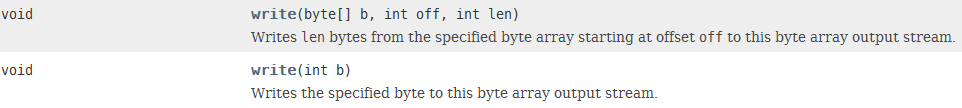 void write(byte[] b, int off, int len)
Writes len bytes from the specified byte array starting at offset off to this byte array output stream.
void write(int b)
Writes the specified byte to this byte array output stream.